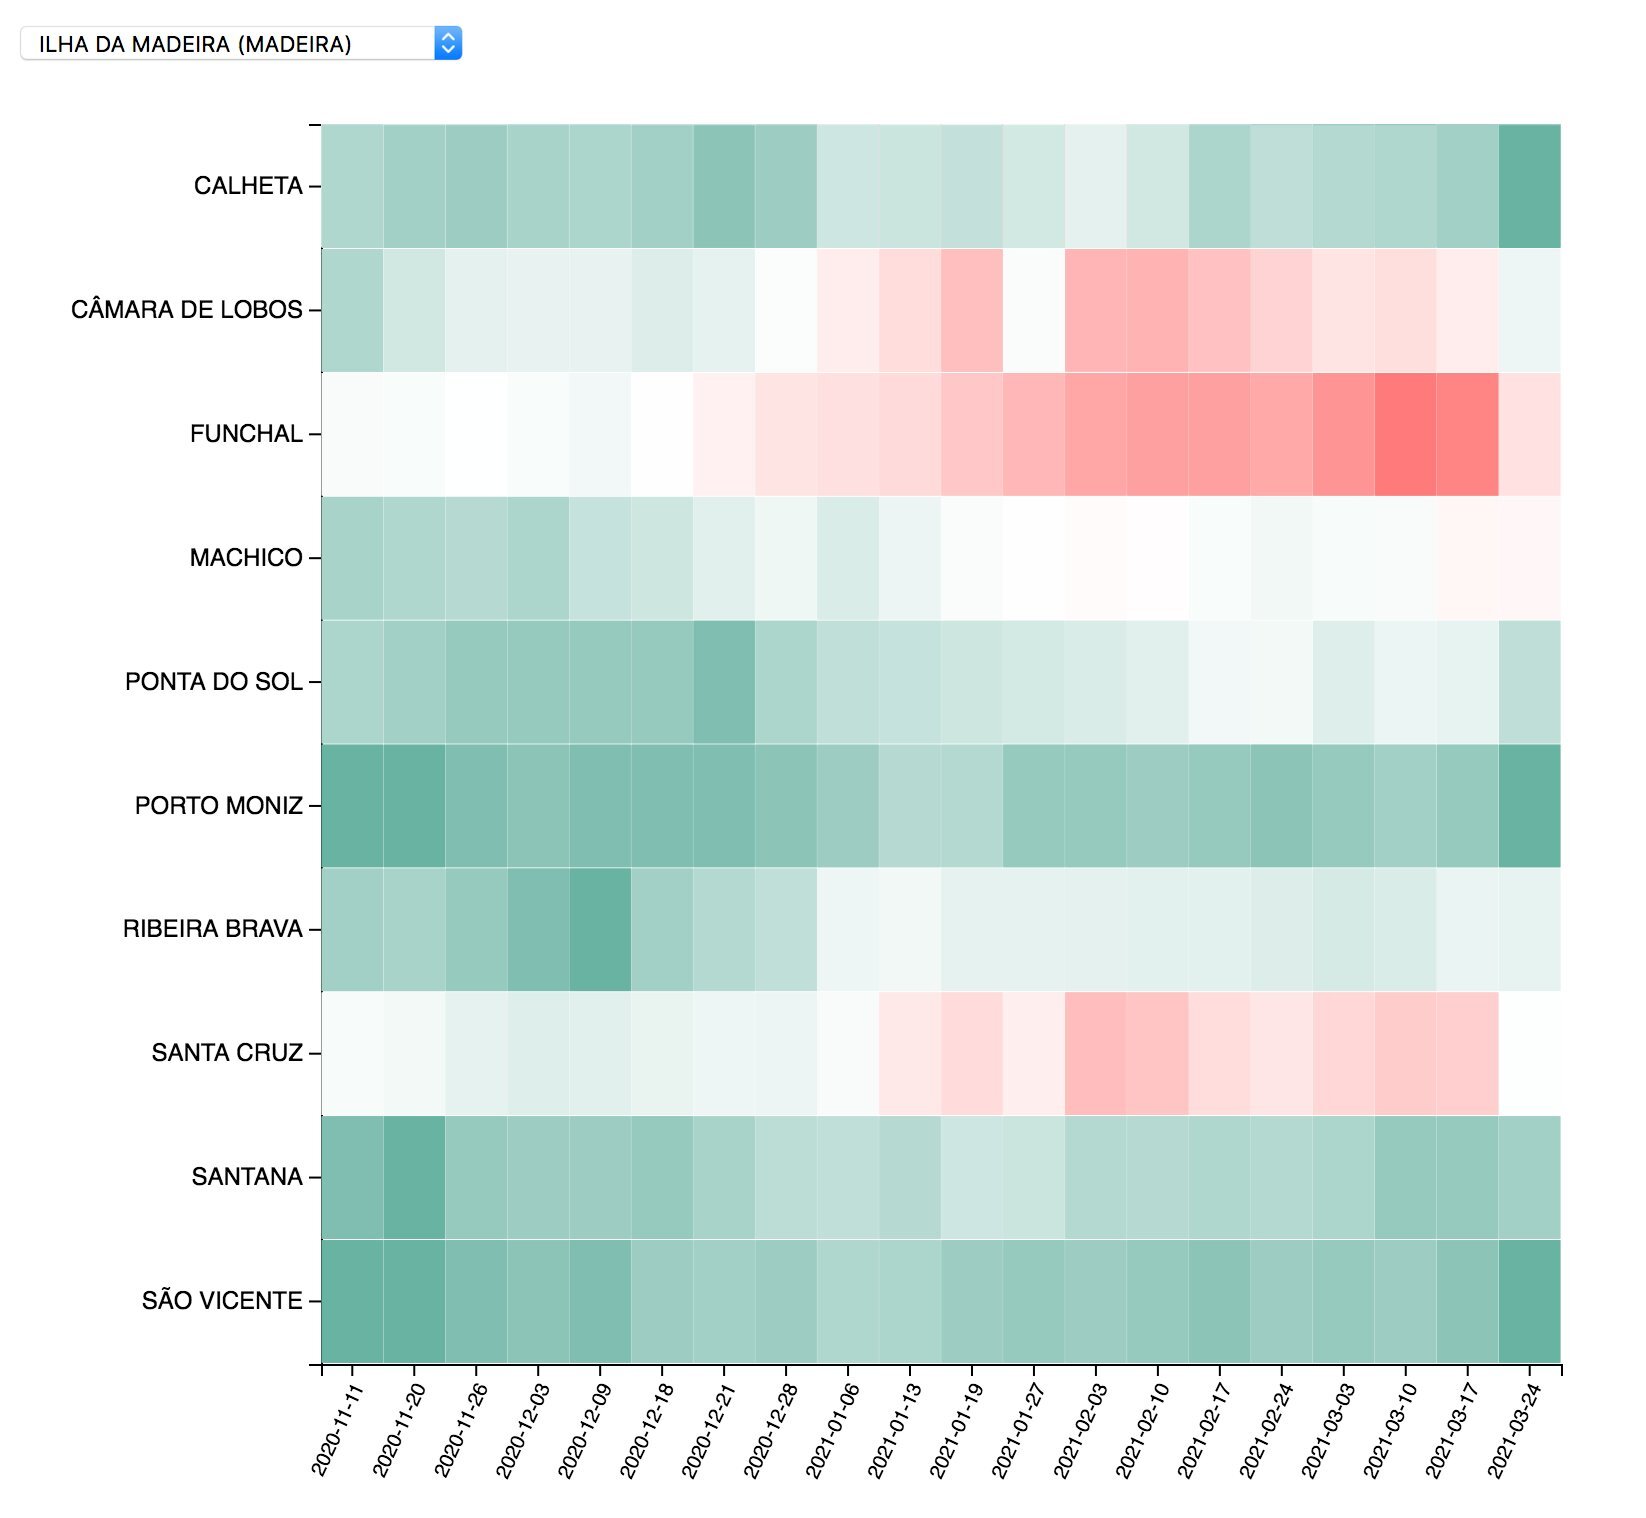 ILHA DA MADEIRA (MADEIRA)
CALHETA
CÂMARA DE LOBOS
FUNCHAL
MACHICO
PONTA DO SOL
PORTO MONIZ
RIBEIRA BRAVA
SANTA CRUZ
SANTANA
SÃO VICENTE
2020-11-11
2020-11-20
2020-11-26
2020-12-03
2020-12-09
2020-12-18
2020-12-21
2020-12-28
2021-01-06
2021-01-13
2021-01-19
2021-01-27
2021-02-03
2021-02-10
2021-02-17
2021-02-24
2021-03-03
2021-03-10
2021-03-17
2021-03-24